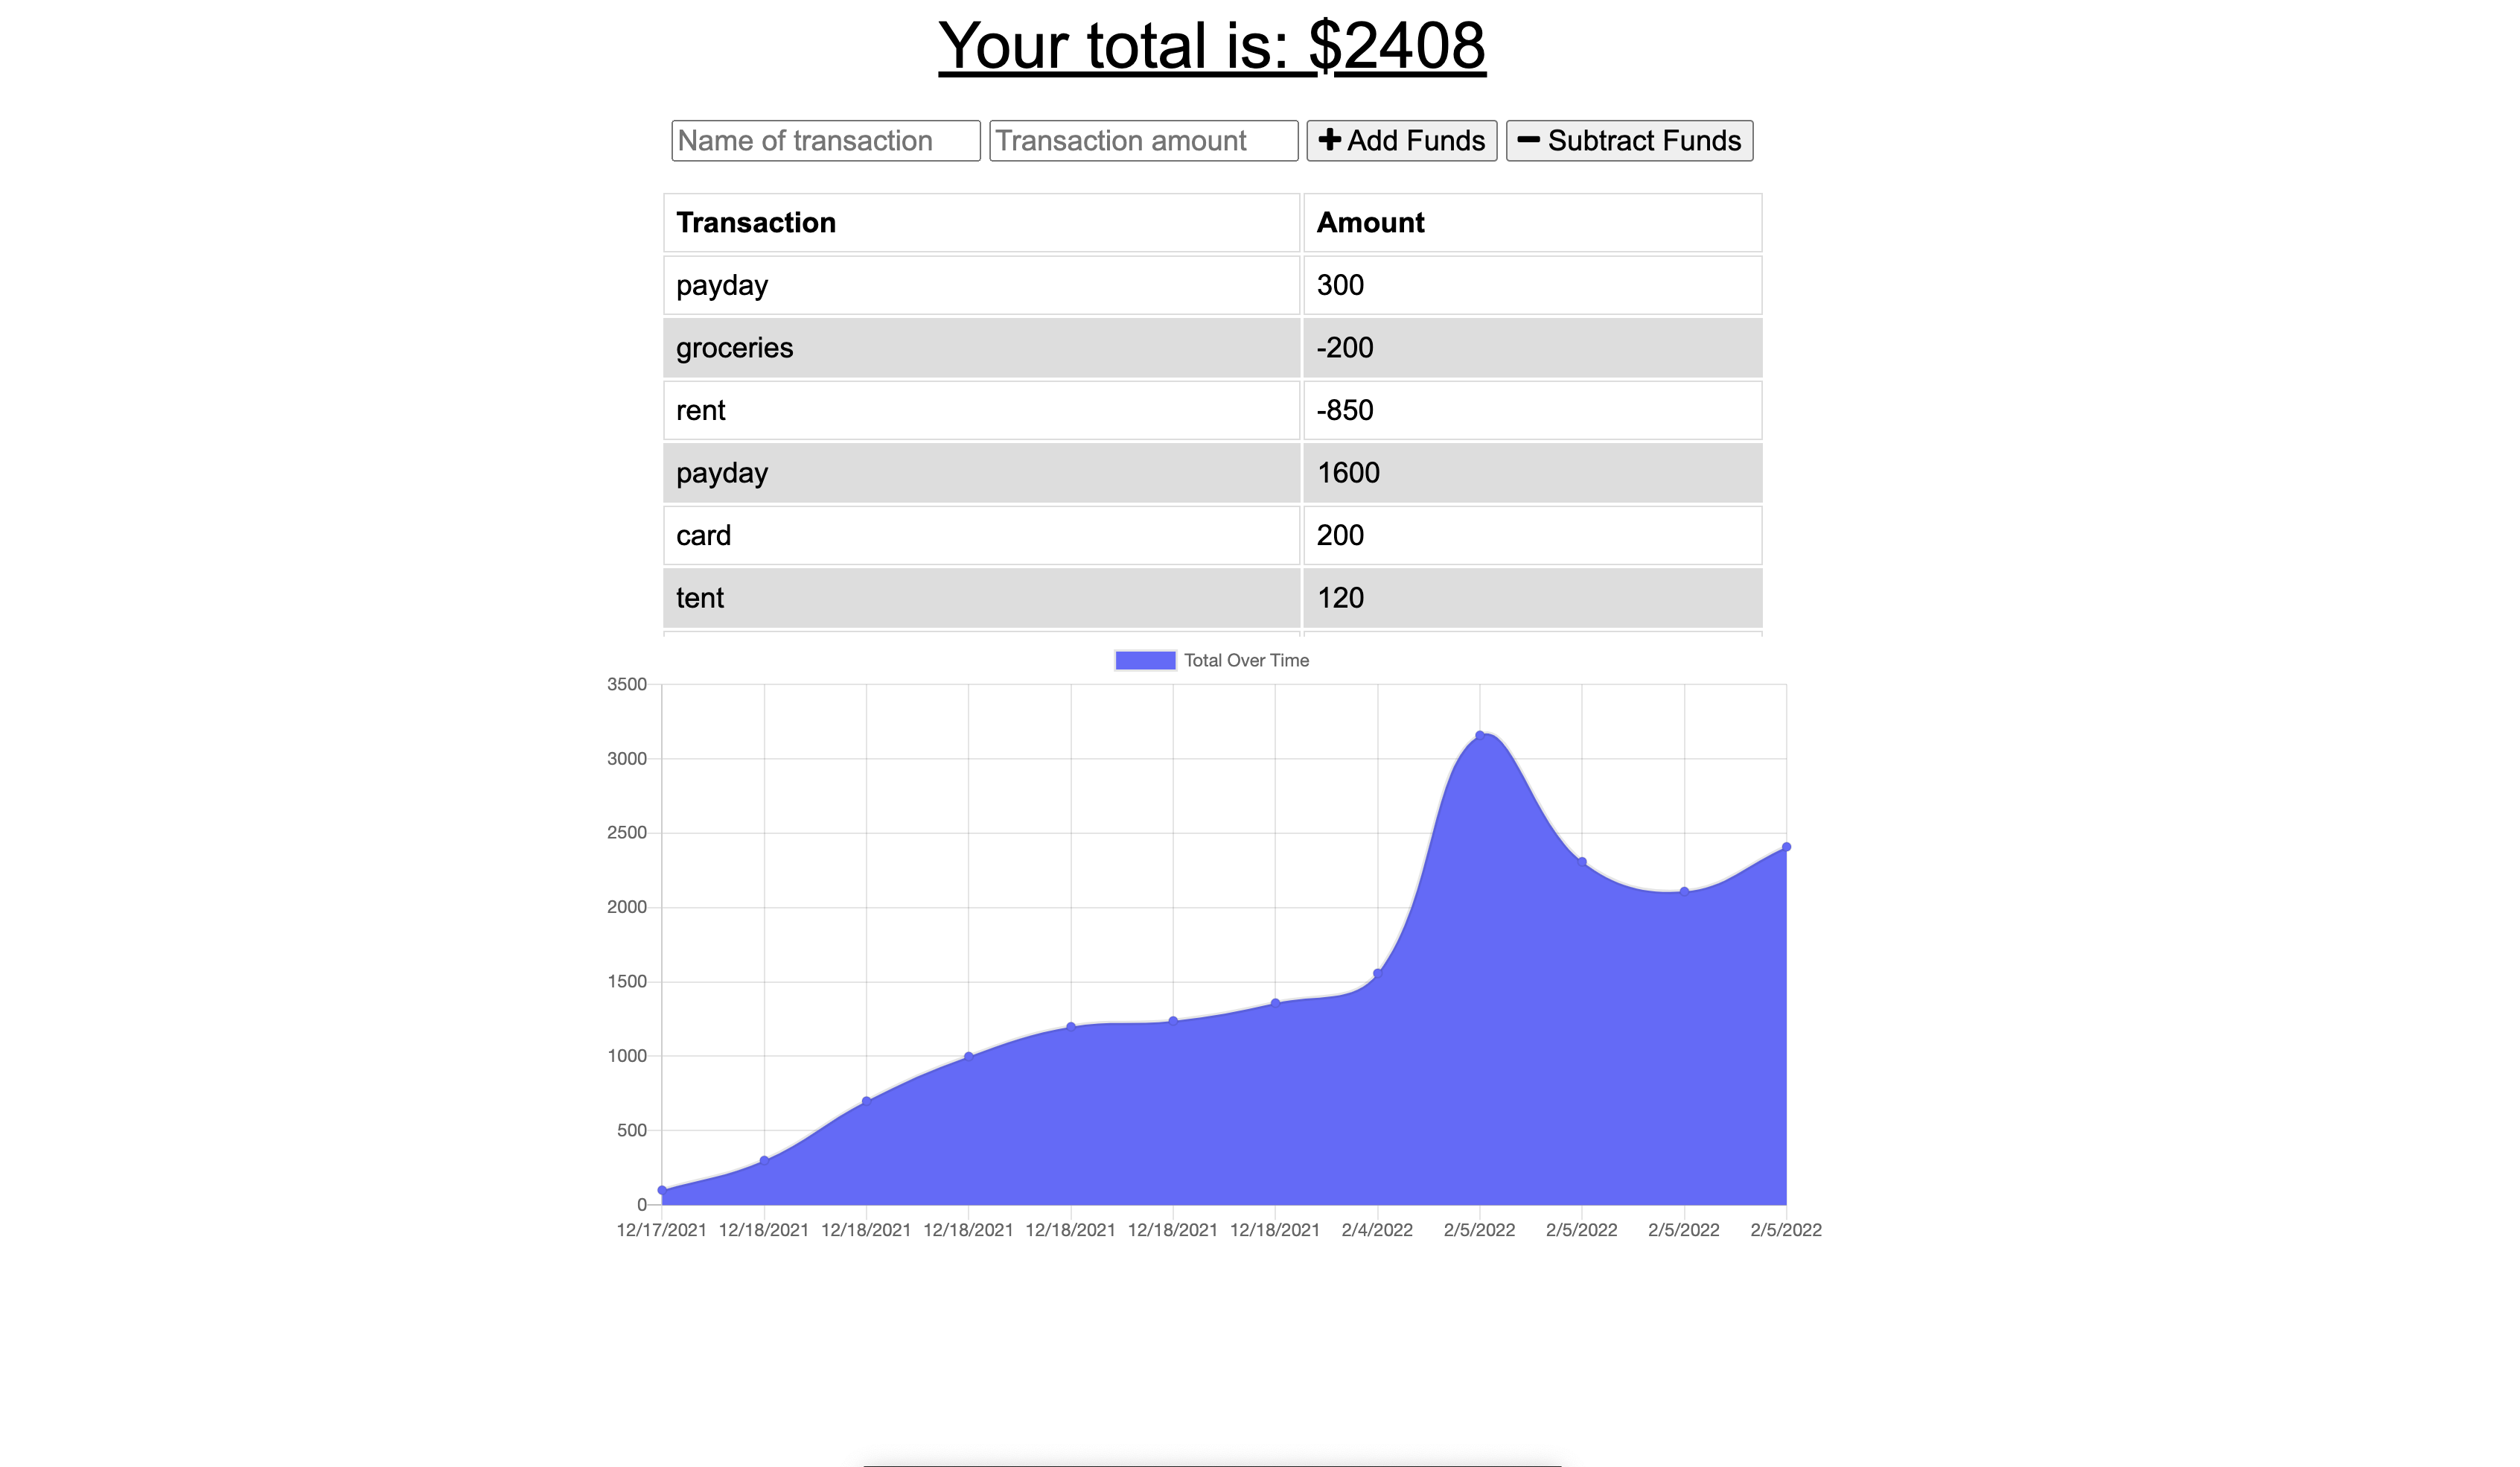 Your total is: $2408
Name of transaction Transaction amount Add Funds Subtract Funds
Transaction Amount
payday 300
groceries -200
rent -850
payday 1600
card 200
tent 120
Total Over Time
3500
3000
2500
2000
1500
1000
500
0
12/17/2021 12/18/2021 12/18/2021 12/18/2021 12/18/2021 12/18/2021 12/18/2021 2/4/2022 2/5/2022 2/5/2022 2/5/2022 2/5/2022